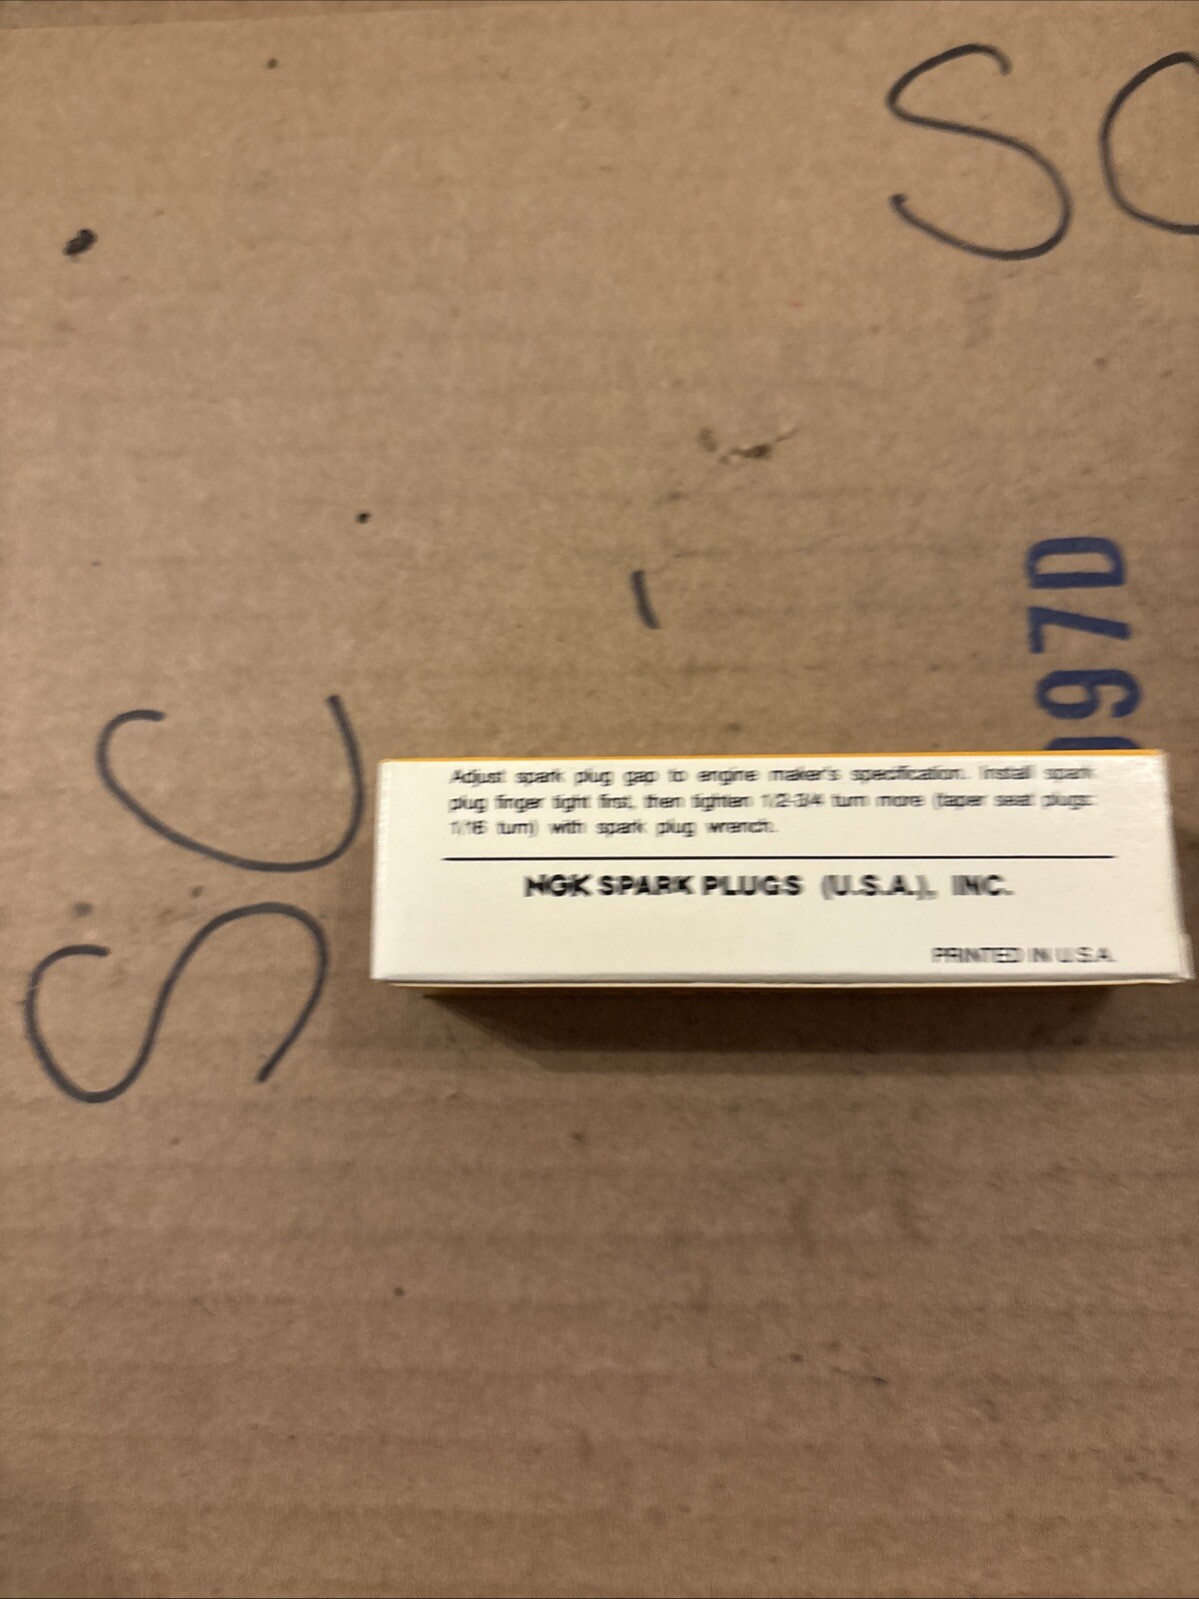 SC
97D
SC
Adjust spark plug gap to engine maker's specification. Install spark
plug finger tight first, then tighten 1/2-3/4 turn more (taper seat plugs:
1/16 turn) with spark plug wrench.
NGK SPARK PLUGS (U.S.A.), INC.
PRINTED IN U.S.A.